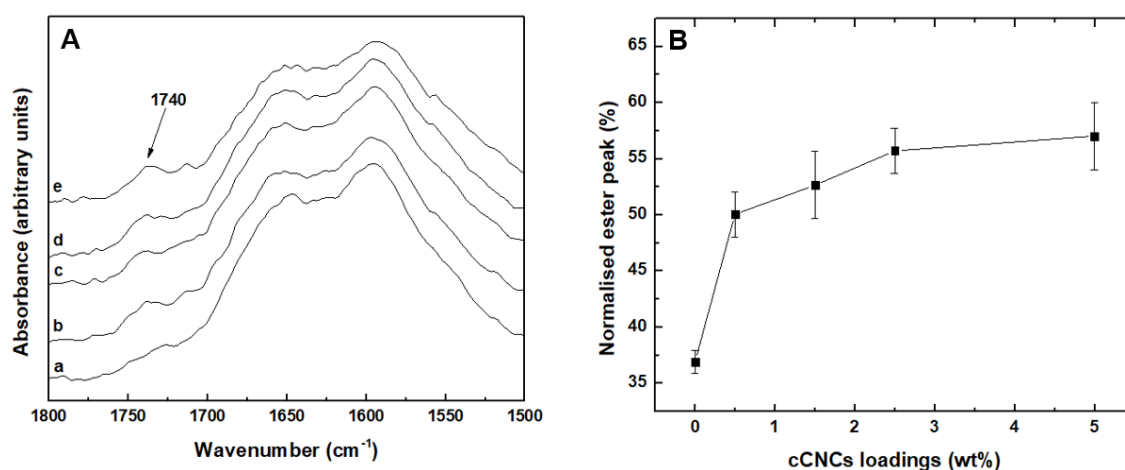 A
1740
e
d
c
b
a
Absorbance (arbitrary units)
1800 1750 1700 1650 1600 1550 1500
Wavenumber (cm⁻¹)
B
65
60
55
50
45
40
35
Normalised ester peak (%)
0 1 2 3 4 5
cCNCs loadings (wt%)